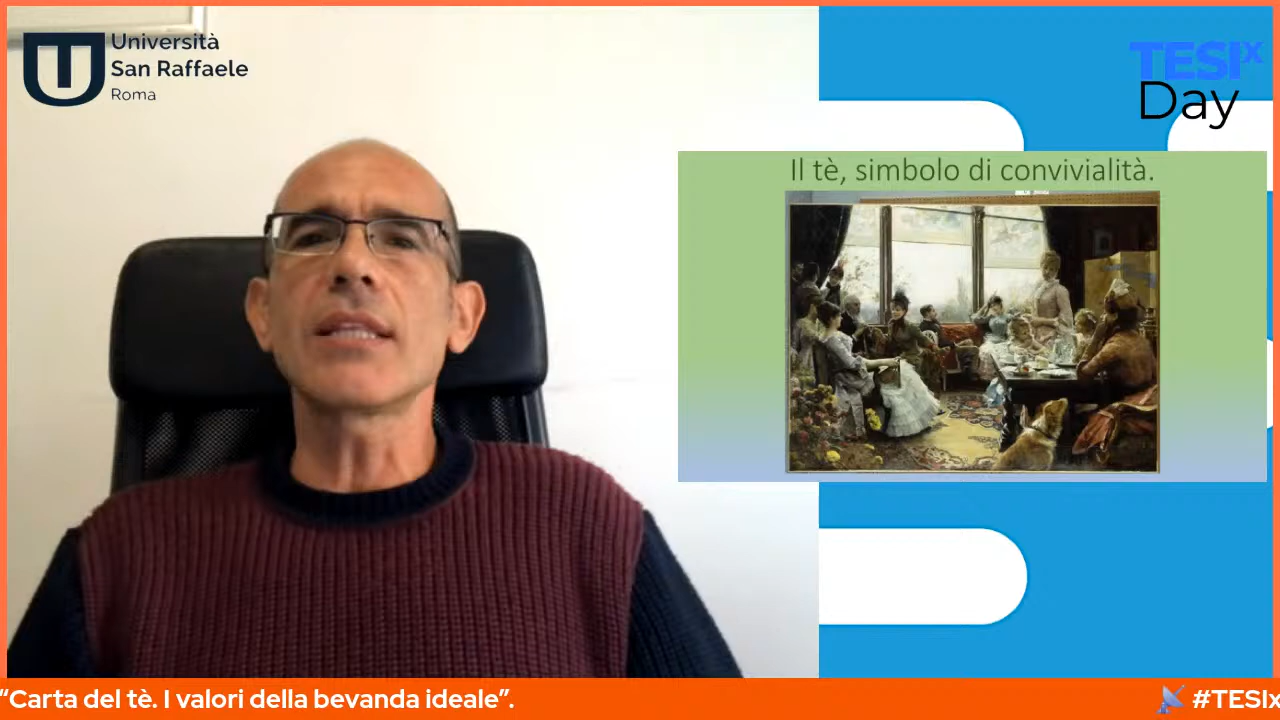 Università
San Raffaele
Roma
TESIx
Day
Il tè, simbolo di convivialità.
“Carta del tè. I valori della bevanda ideale”.
#TESIx